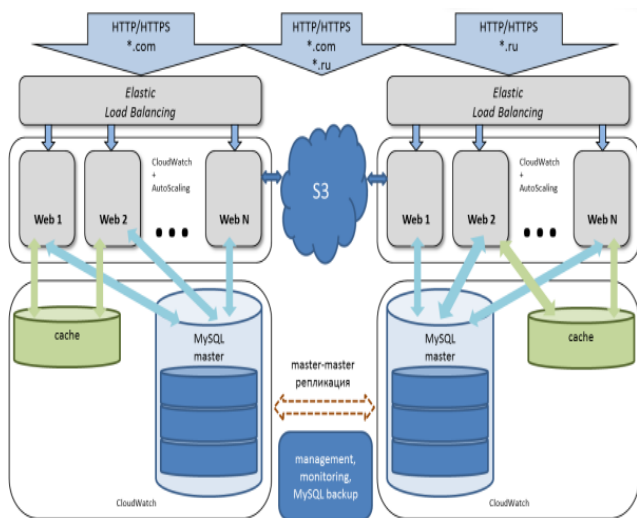 HTTP/HTTPS
*.com
HTTP/HTTPS
*.com
*.ru
HTTP/HTTPS
*.ru
Elastic
Load Balancing
Elastic
Load Balancing
Web 1
Web 2
CloudWatch
+
AutoScaling
...
Web N
S3
Web 1
Web 2
CloudWatch
+
AutoScaling
...
Web N
cache
MySQL
master
master-master
репликация
MySQL
master
cache
management,
monitoring,
MySQL backup
CloudWatch
CloudWatch